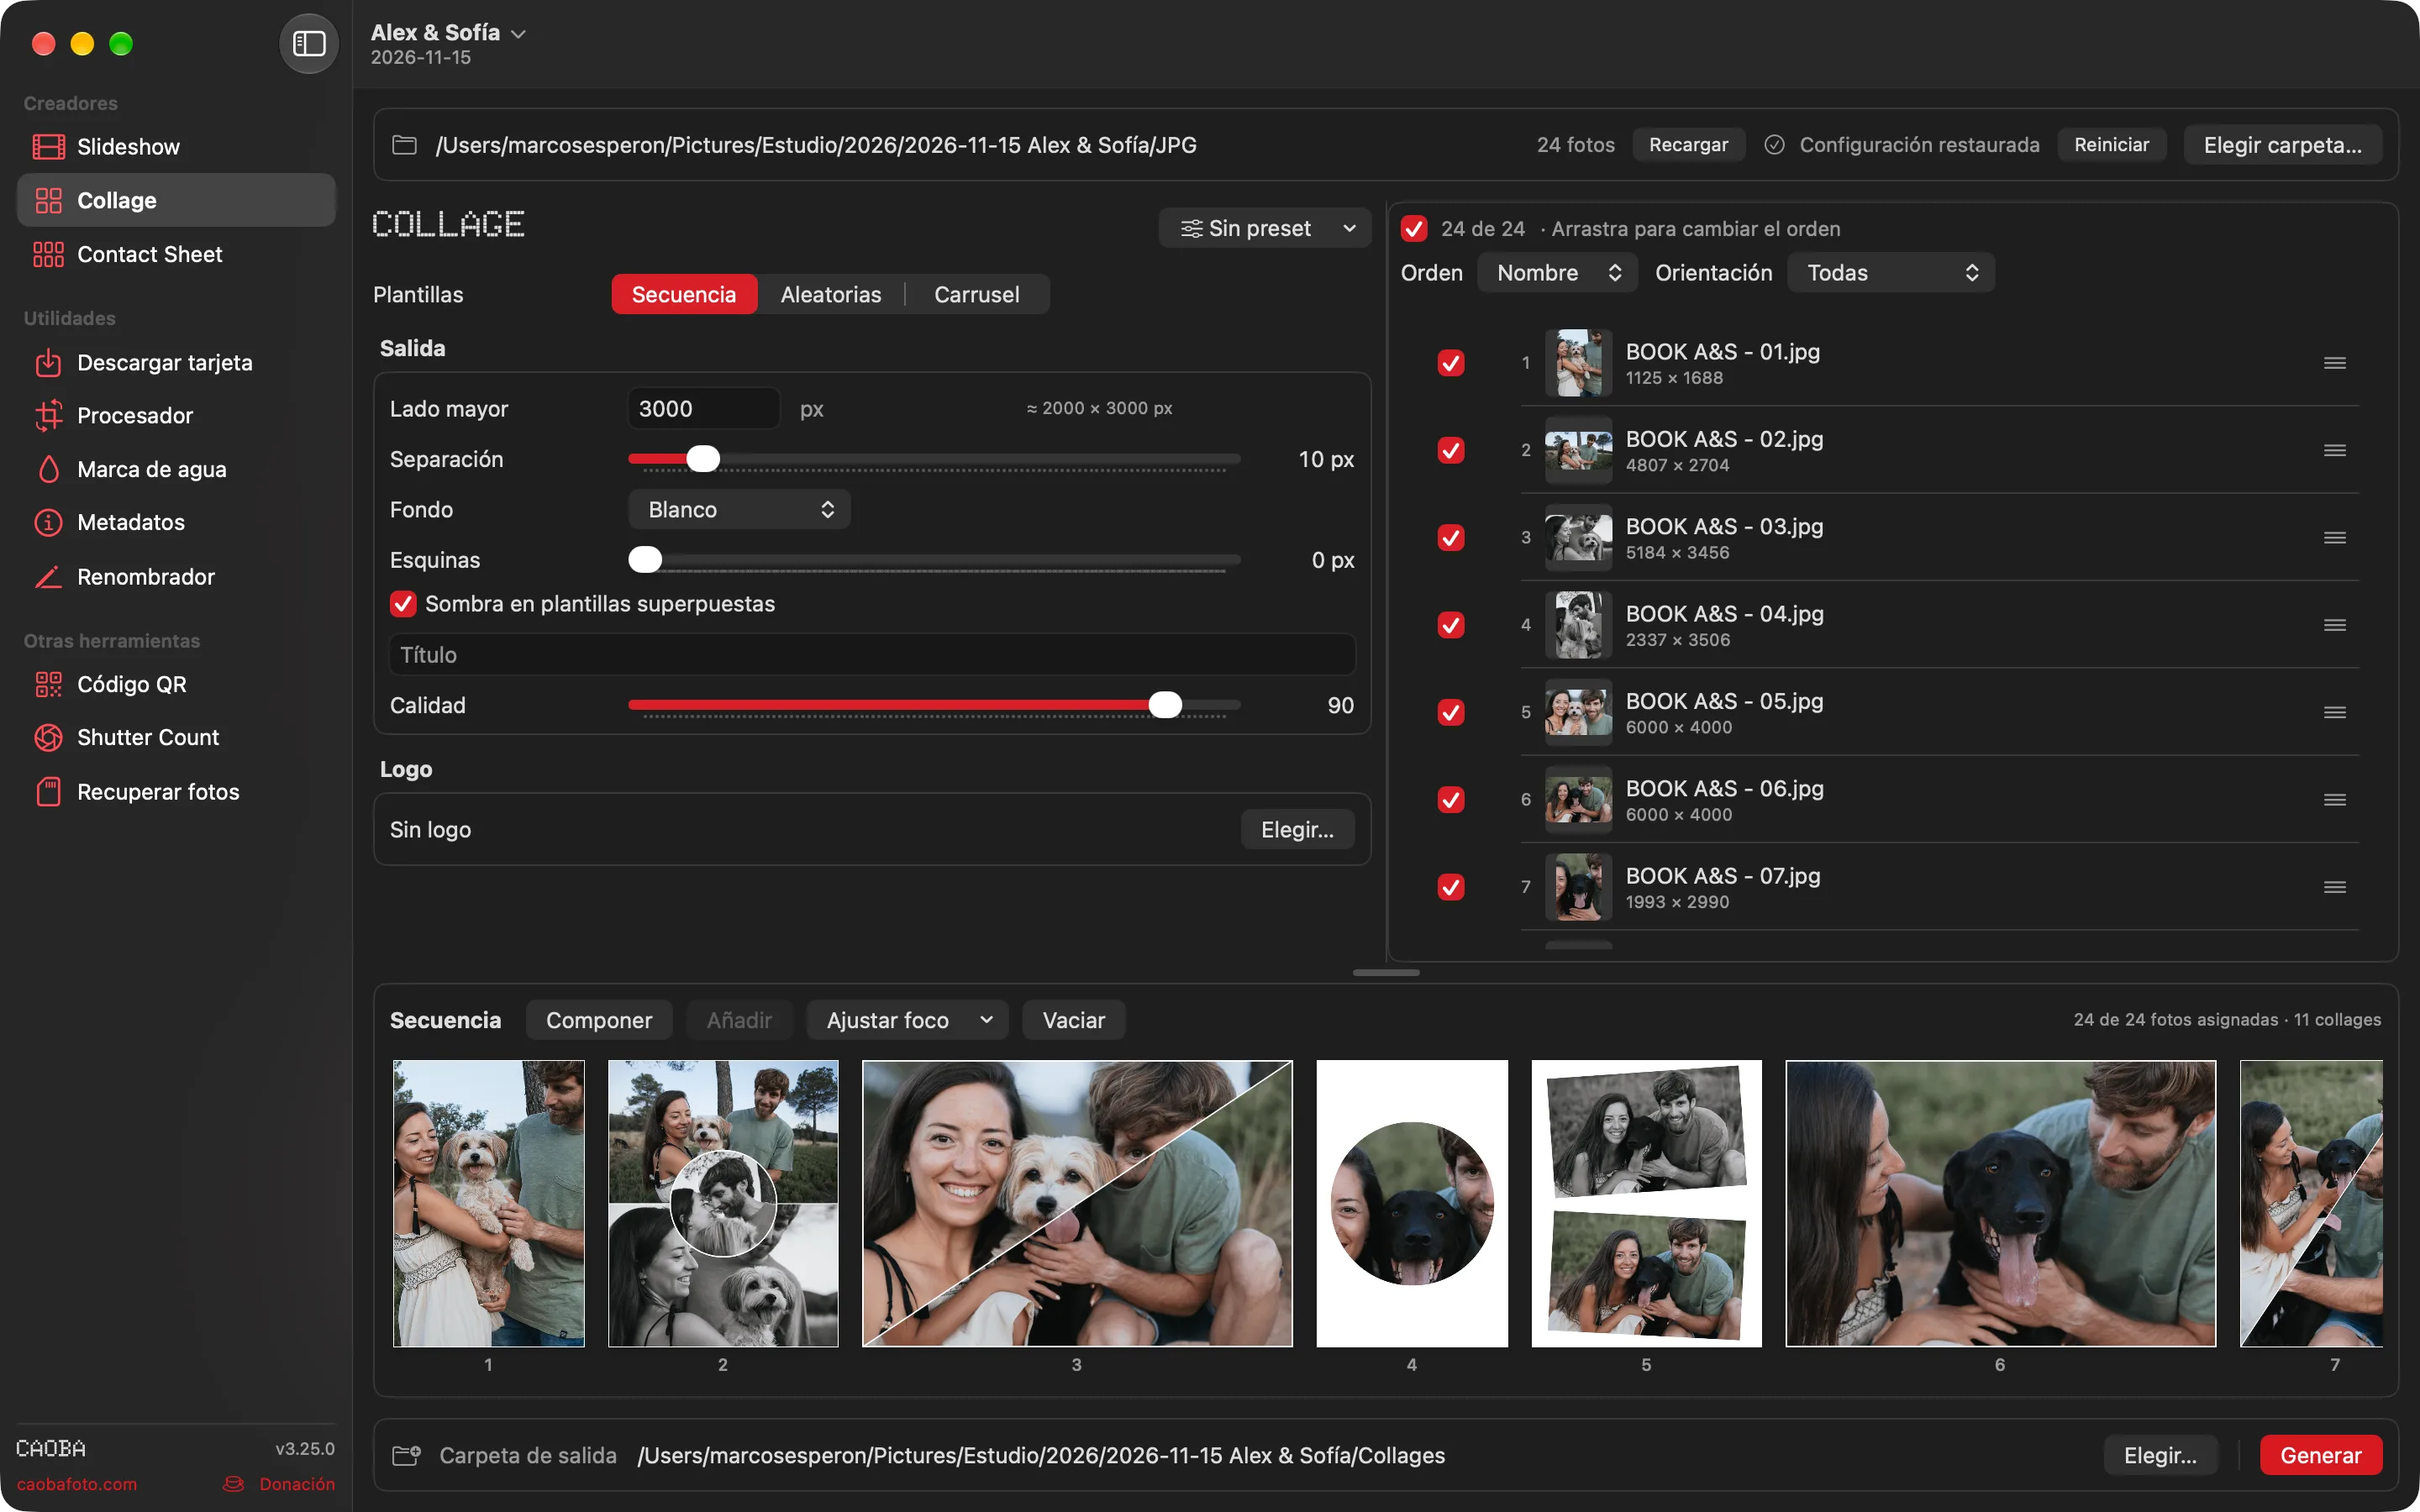 Alex & Sofía
2026-11-15
Creadores
Slideshow
Collage
Contact Sheet
Utilidades
Descargar tarjeta
Procesador
Marca de agua
Metadatos
Renombrador
Otras herramientas
Código QR
Shutter Count
Recuperar fotos
CAOBA v3.25.0
caobafoto.com Donación
/Users/marcosesperon/Pictures/Estudio/2026/2026-11-15 Alex & Sofía/JPG 24 fotos Recargar Configuración restaurada Reiniciar Elegir carpeta...
COLLAGE Sin preset
Plantillas Secuencia Aleatorias Carrusel
Salida
Lado mayor 3000 px ≈ 2000 × 3000 px
Separación 10 px
Fondo Blanco
Esquinas 0 px
Sombra en plantillas superpuestas
Título
Calidad 90
Logo
Sin logo Elegir...
24 de 24 · Arrastra para cambiar el orden
Orden Nombre Orientación Todas
1 BOOK A&S - 01.jpg
1125 × 1688
2 BOOK A&S - 02.jpg
4807 × 2704
3 BOOK A&S - 03.jpg
5184 × 3456
4 BOOK A&S - 04.jpg
2337 × 3506
5 BOOK A&S - 05.jpg
6000 × 4000
6 BOOK A&S - 06.jpg
6000 × 4000
7 BOOK A&S - 07.jpg
1993 × 2990
Secuencia Componer Añadir Ajustar foco Vaciar 24 de 24 fotos asignadas · 11 collages
1 2 3 4 5 6 7
Carpeta de salida /Users/marcosesperon/Pictures/Estudio/2026/2026-11-15 Alex & Sofía/Collages Elegir... Generar